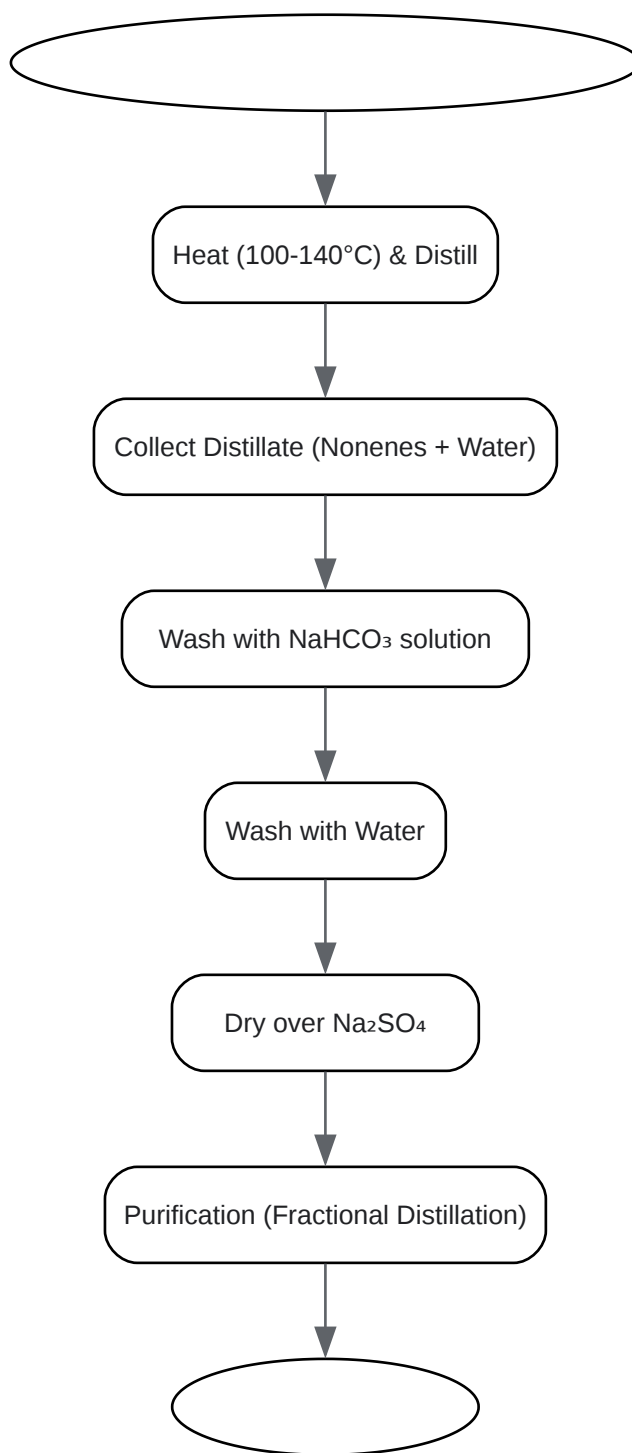 Heat (100-140°C) & Distill
Collect Distillate (Nonenes + Water)
Wash with NaHCO₃ solution
Wash with Water
Dry over Na₂SO₄
Purification (Fractional Distillation)